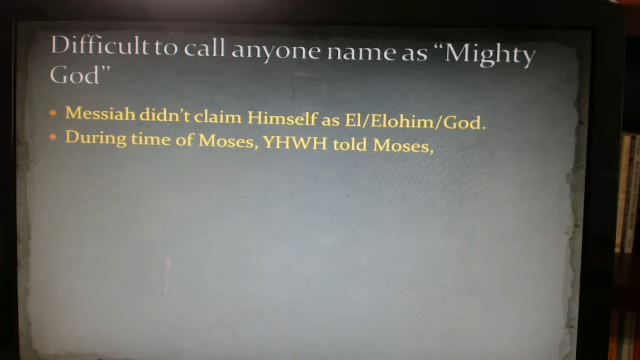 Difficult to call anyone name as “Mighty
God”
• Messiah didn’t claim Himself as El/Elohim/God.
• During time of Moses, YHWH told Moses,